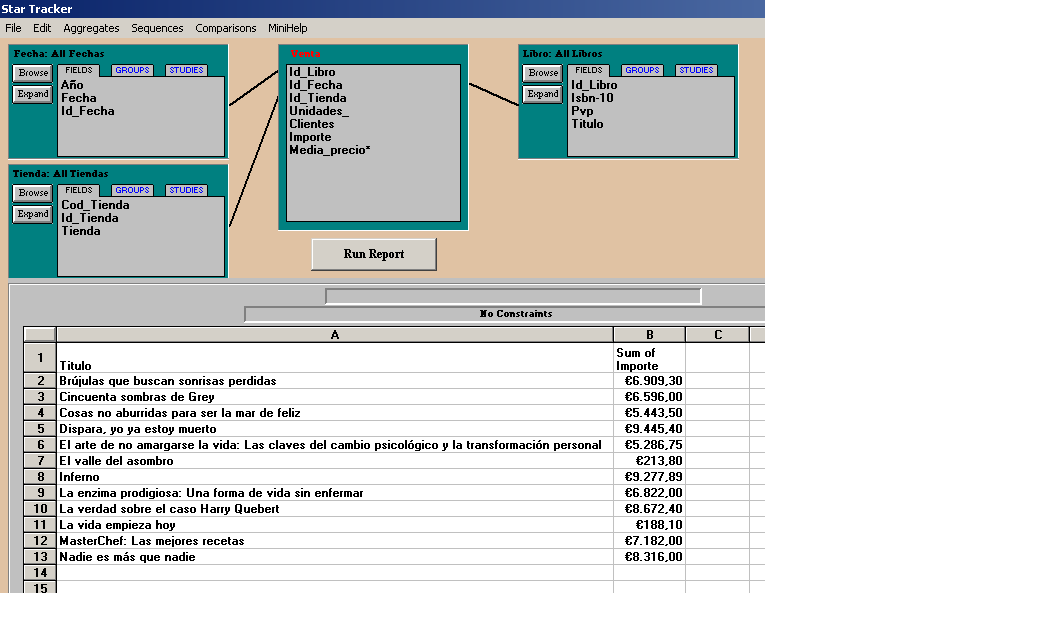 Star Tracker
File Edit Aggregates Sequences Comparisons MiniHelp
Fecha: All Fechas
Browse
Expand
FIELDS GROUPS STUDIES
Año
Fecha
Id_Fecha
Tienda: All Tiendas
Browse
Expand
FIELDS GROUPS STUDIES
Cod_Tienda
Id_Tienda
Tienda
Venta
Id_Libro
Id_Fecha
Id_Tienda
Unidades_
Clientes
Importe
Media_precio*
Run Report
Libro: All Libros
Browse
Expand
FIELDS GROUPS STUDIES
Id_Libro
Isbn-10
Pvp
Titulo
No Constraints
A B C
1 Titulo Sum of Importe
2 Brújulas que buscan sonrisas perdidas €6.909,30
3 Cincuenta sombras de Grey €6.596,00
4 Cosas no aburridas para ser la mar de feliz €5.443,50
5 Dispara, yo ya estoy muerto €9.445,40
6 El arte de no amargarse la vida: Las claves del cambio psicológico y la transformación personal €5.286,75
7 El valle del asombro €213,80
8 Inferno €9.277,89
9 La enzima prodigiosa: Una forma de vida sin enfermar €6.822,00
10 La verdad sobre el caso Harry Quebert €8.672,40
11 La vida empieza hoy €188,10
12 MasterChef: Las mejores recetas €7.182,00
13 Nadie es más que nadie €8.316,00
14
15